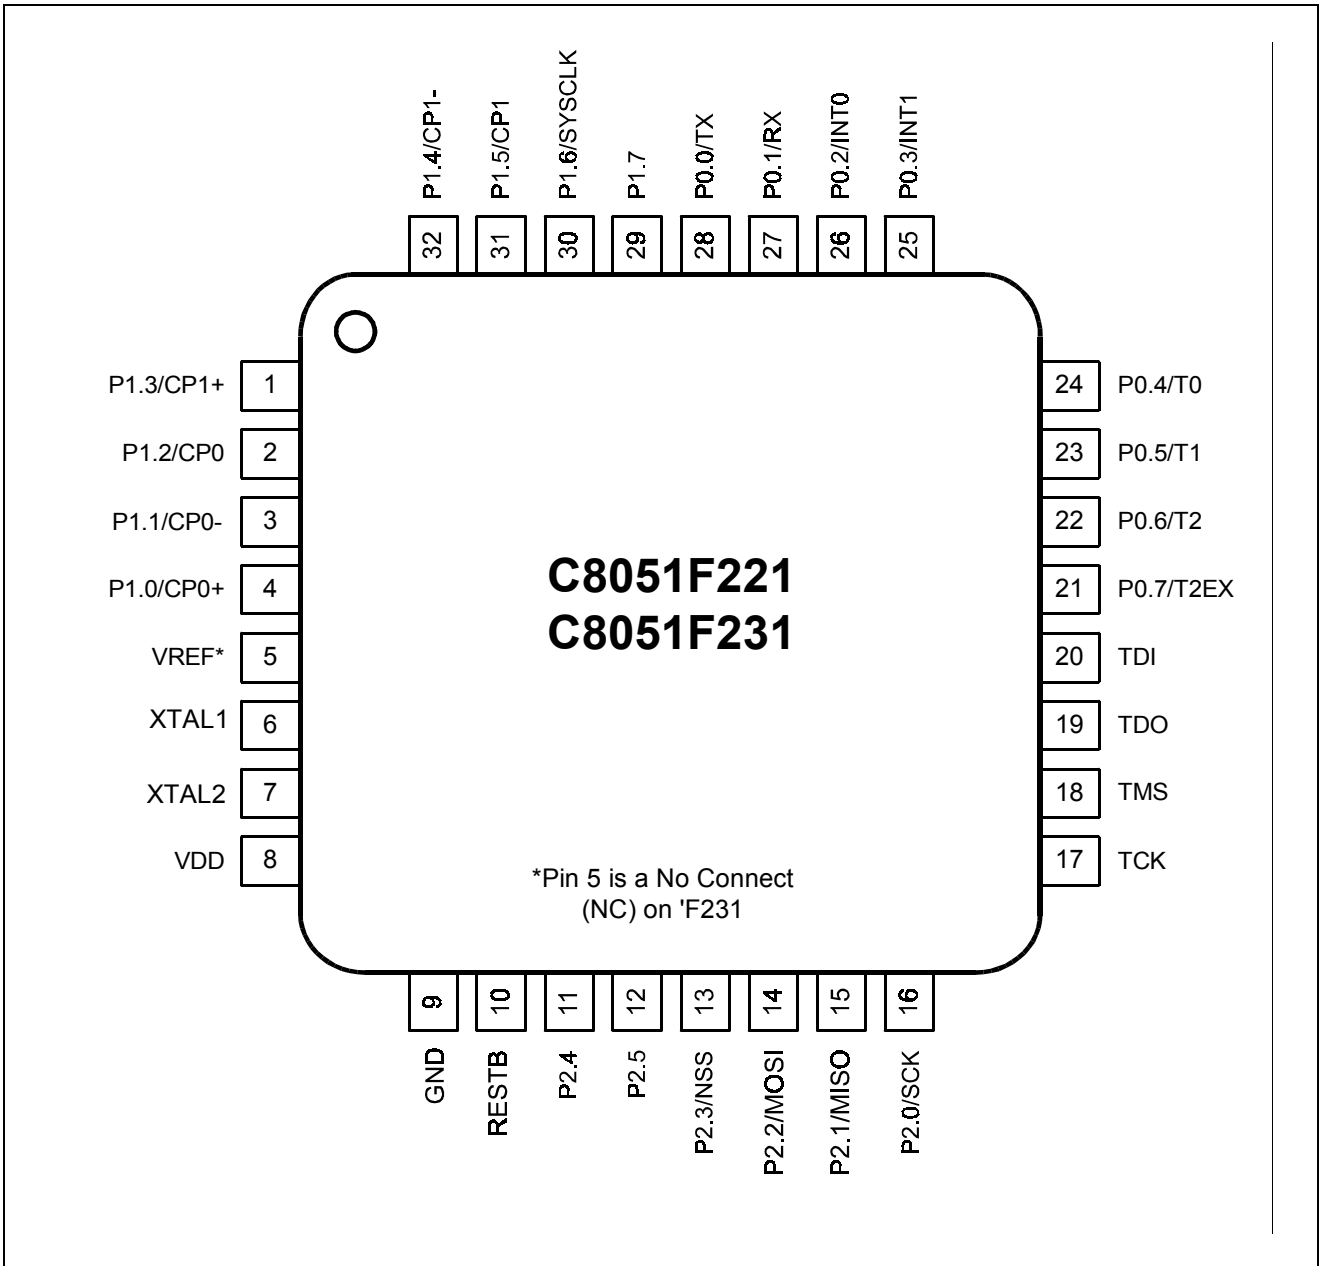 P1.4/CP1-
P1.5/CP1
P1.6/SYSCLK
P1.7
P0.0/TX
P0.1/RX
P0.2/INT0
P0.3/INT1
32
31
30
29
28
27
26
25
P1.3/CP1+ 1
P1.2/CP0 2
P1.1/CP0- 3
P1.0/CP0+ 4
VREF* 5
XTAL1 6
XTAL2 7
VDD 8
24 P0.4/T0
23 P0.5/T1
22 P0.6/T2
21 P0.7/T2EX
20 TDI
19 TDO
18 TMS
17 TCK
C8051F221
C8051F231
*Pin 5 is a No Connect
(NC) on 'F231
9
10
11
12
13
14
15
16
GND
RESTB
P2.4
P2.5
P2.3/NSS
P2.2/MOSI
P2.1/MISO
P2.0/SCK